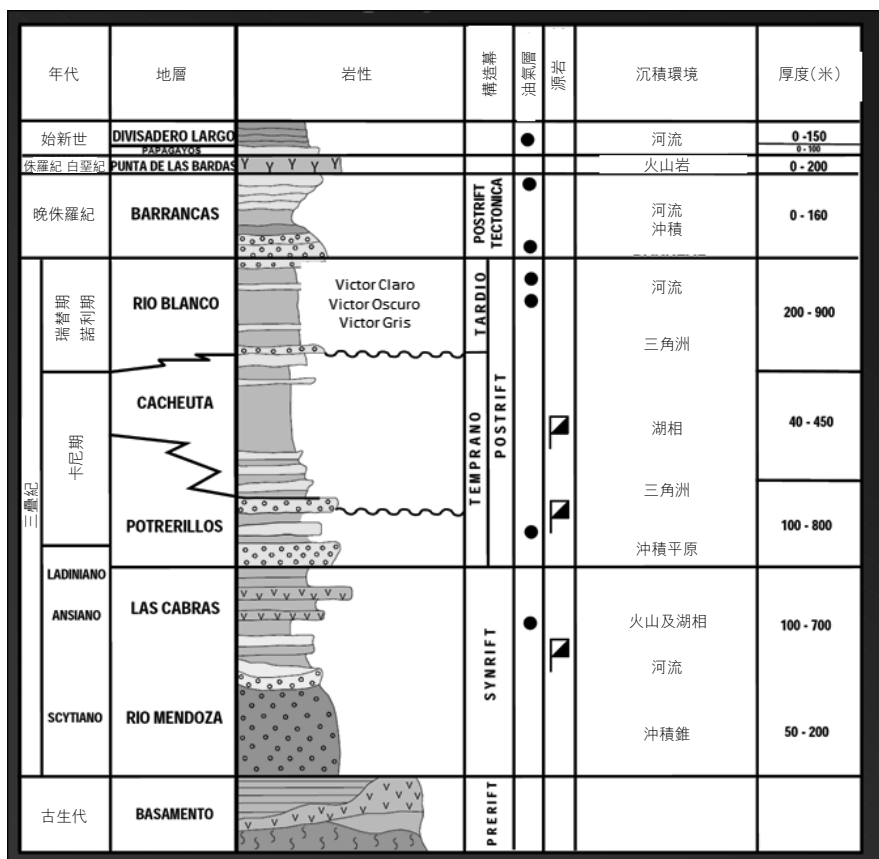 年代
地層
岩性
構造幕
油氣層
源岩
沉積環境
厚度(米)
始新世
DIVISADERO LARGO
河流
0 -150
PAPAGAYOS
0 - 100
侏羅紀 白堊紀
PUNTA DE LAS BARDAS
Y Y Y Y Y
火山岩
0 - 200
晚侏羅紀
BARRANCAS
POSTRIFT
TECTONICA
河流
沖積
0 - 160
三疊紀
瑞替期
諾利期
RIO BLANCO
Victor Claro
Victor Oscuro
Victor Gris
TARDIO
河流
三角洲
200 - 900
卡尼期
CACHEUTA
TEMPRANO
POSTRIFT
湖相
40 - 450
三角洲
POTRERILLOS
沖積平原
100 - 800
LADINIANO
ANSIANO
LAS CABRAS
SYNRIFT
火山及湖相
河流
100 - 700
SCYTIANO
RIO MENDOZA
沖積錐
50 - 200
古生代
BASAMENTO
PRERIFT